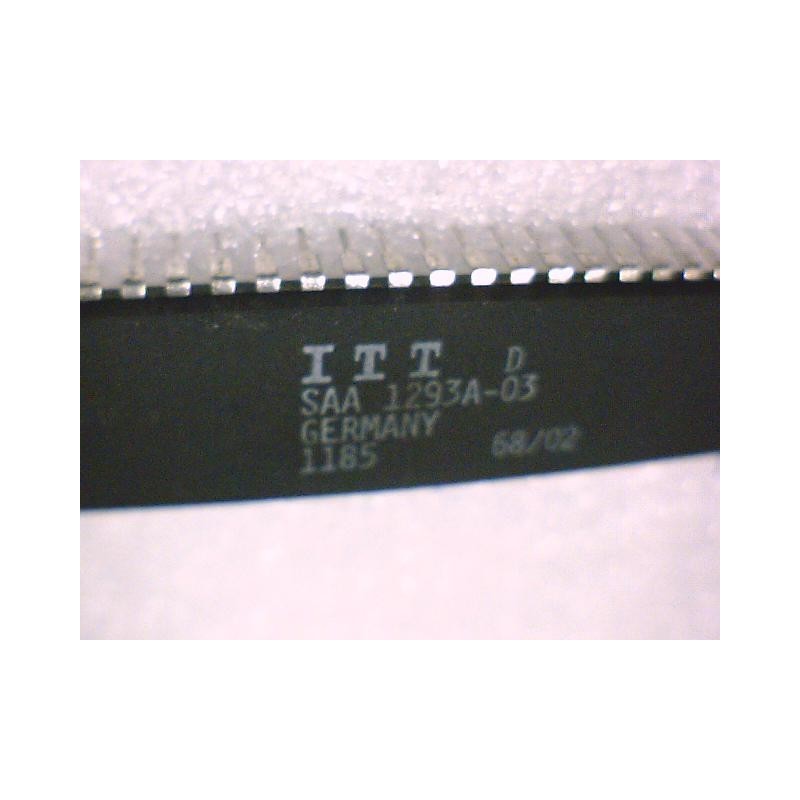 ITT D
SAA 1293A-03
GERMANY
1185 68/02